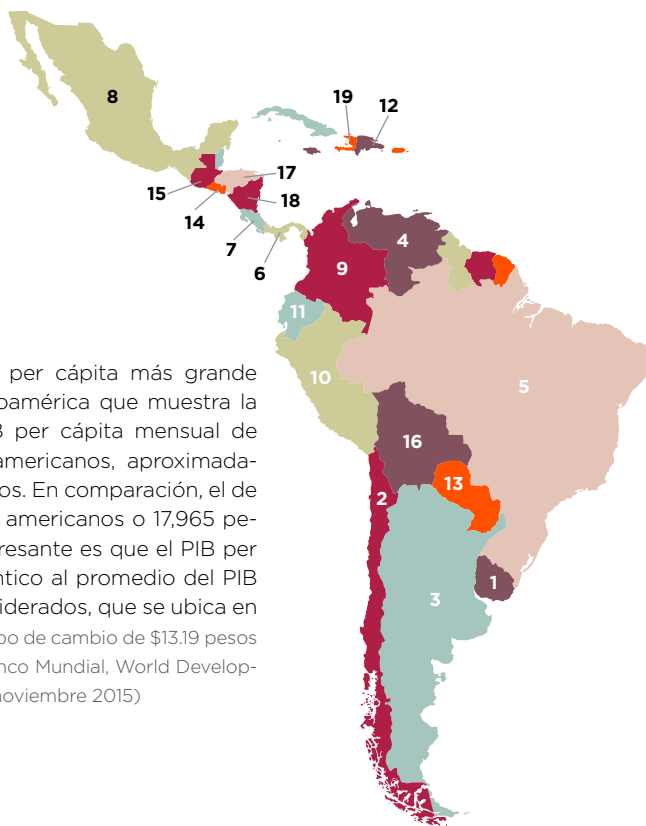 8
19
12
17
15
18
14
7
4
6
9
11
per cápita más grande
10
5
oamérica que muestra la
B per cápita mensual de
16
americanos, aproximada-
os. En comparación, el de
13
2
americanos o 17,965 pe-
resante es que el PIB per
ntico al promedio del PIB
1
3
siderados, que se ubica en
po de cambio de $13.19 pesos
nco Mundial, World Develop-
noviembre 2015)